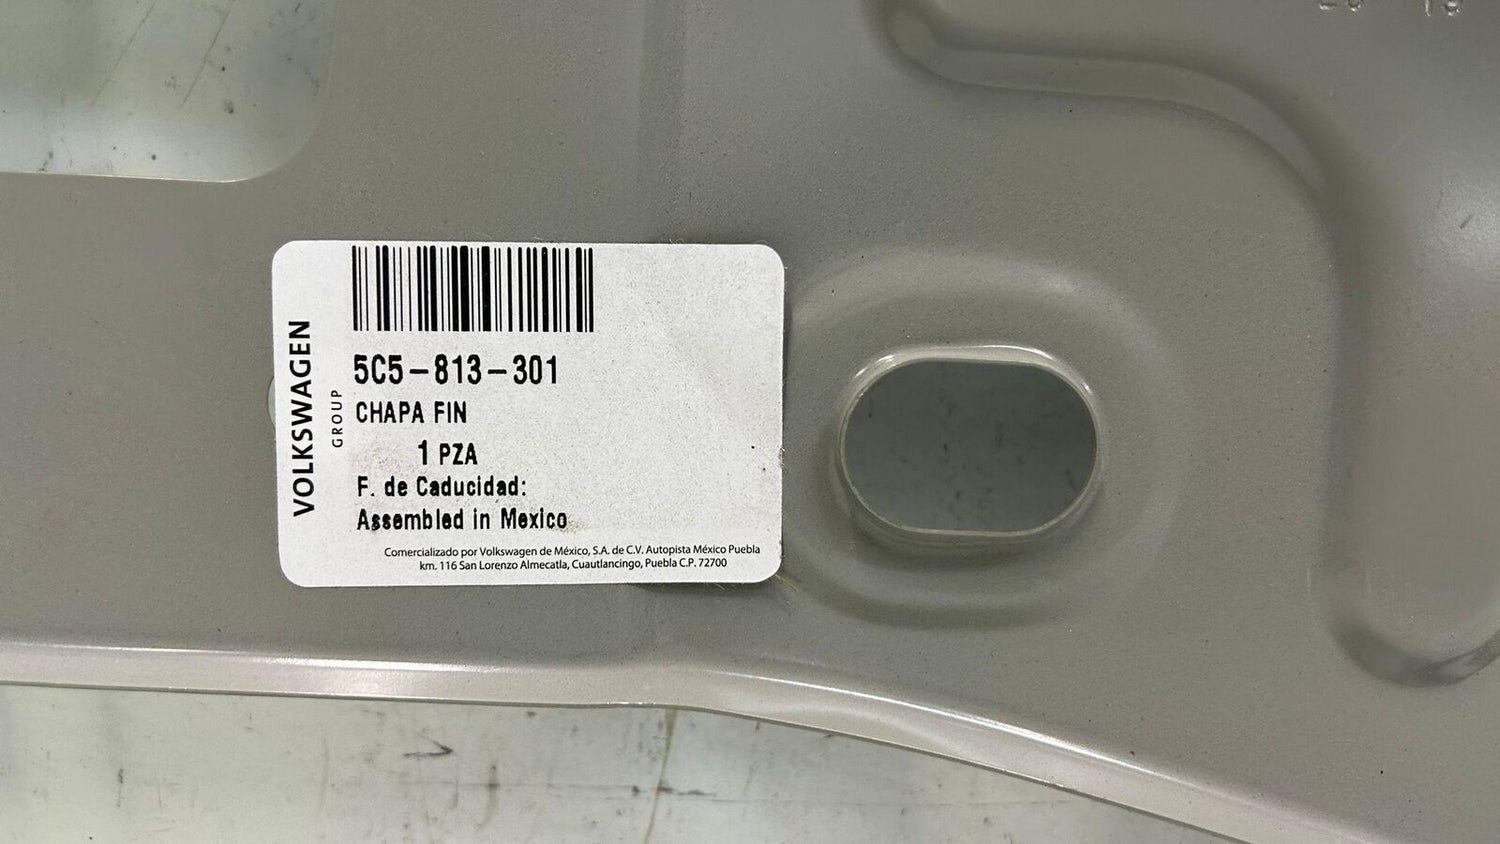 VOLKSWAGEN
GROUP
5C5-813-301
CHAPA FIN
1 PZA
F. de Caducidad:
Assembled in Mexico
Comercializado por Volkswagen de México, S.A. de C.V. Autopista México Puebla
km. 116 San Lorenzo Almecatla, Cuautlancingo, Puebla C.P. 72700